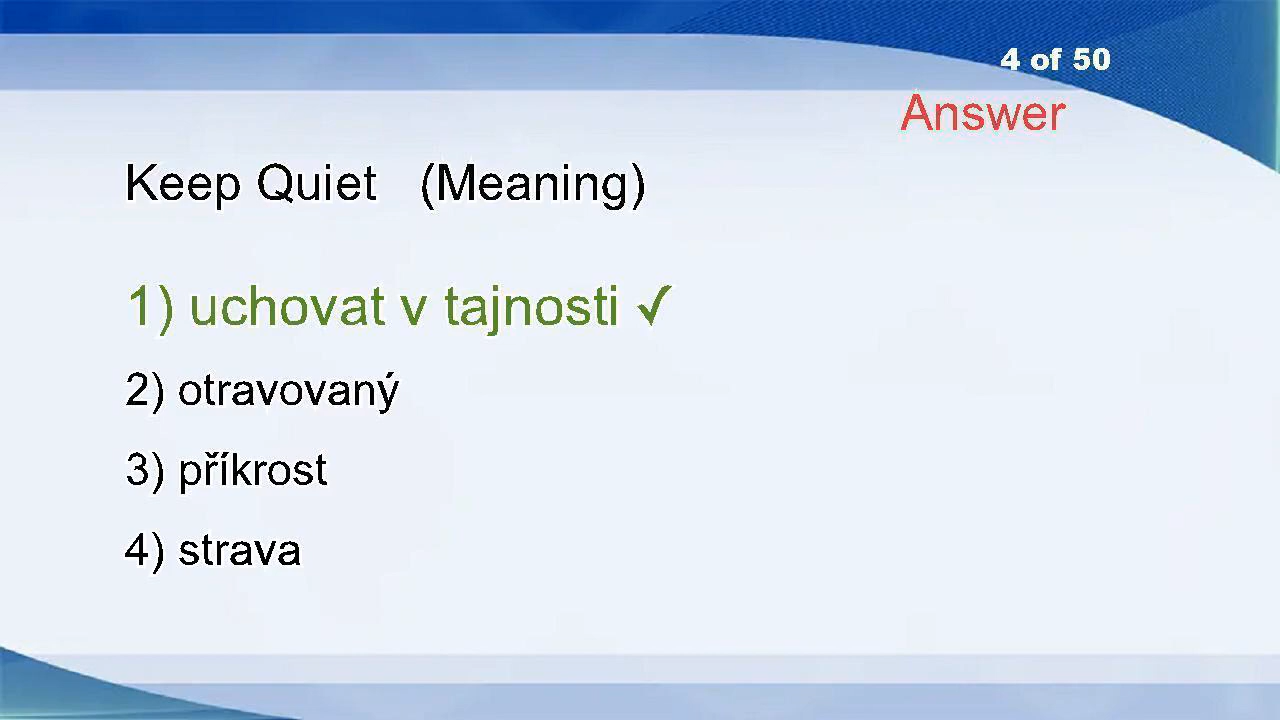 4 of 50
Answer
Keep Quiet (Meaning)
1) uchovat v tajnosti ✓
2) otravovaný
3) příkrost
4) strava